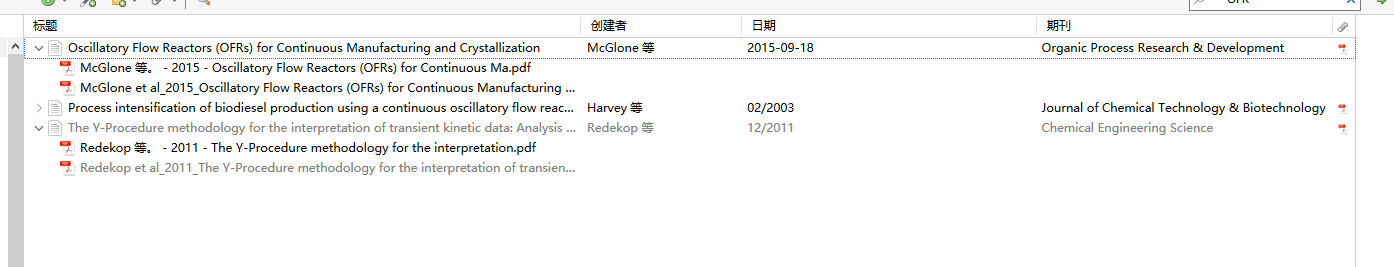 OFR
标题 创建者 日期 期刊
Oscillatory Flow Reactors (OFRs) for Continuous Manufacturing and Crystallization McGlone 等 2015-09-18 Organic Process Research & Development
McGlone 等。 - 2015 - Oscillatory Flow Reactors (OFRs) for Continuous Ma.pdf
McGlone et al_2015_Oscillatory Flow Reactors (OFRs) for Continuous Manufacturing ...
Process intensification of biodiesel production using a continuous oscillatory flow reac... Harvey 等 02/2003 Journal of Chemical Technology & Biotechnology
The Y-Procedure methodology for the interpretation of transient kinetic data: Analysis ... Redekop 等 12/2011 Chemical Engineering Science
Redekop 等。 - 2011 - The Y-Procedure methodology for the interpretation.pdf
Redekop et al_2011_The Y-Procedure methodology for the interpretation of transien...